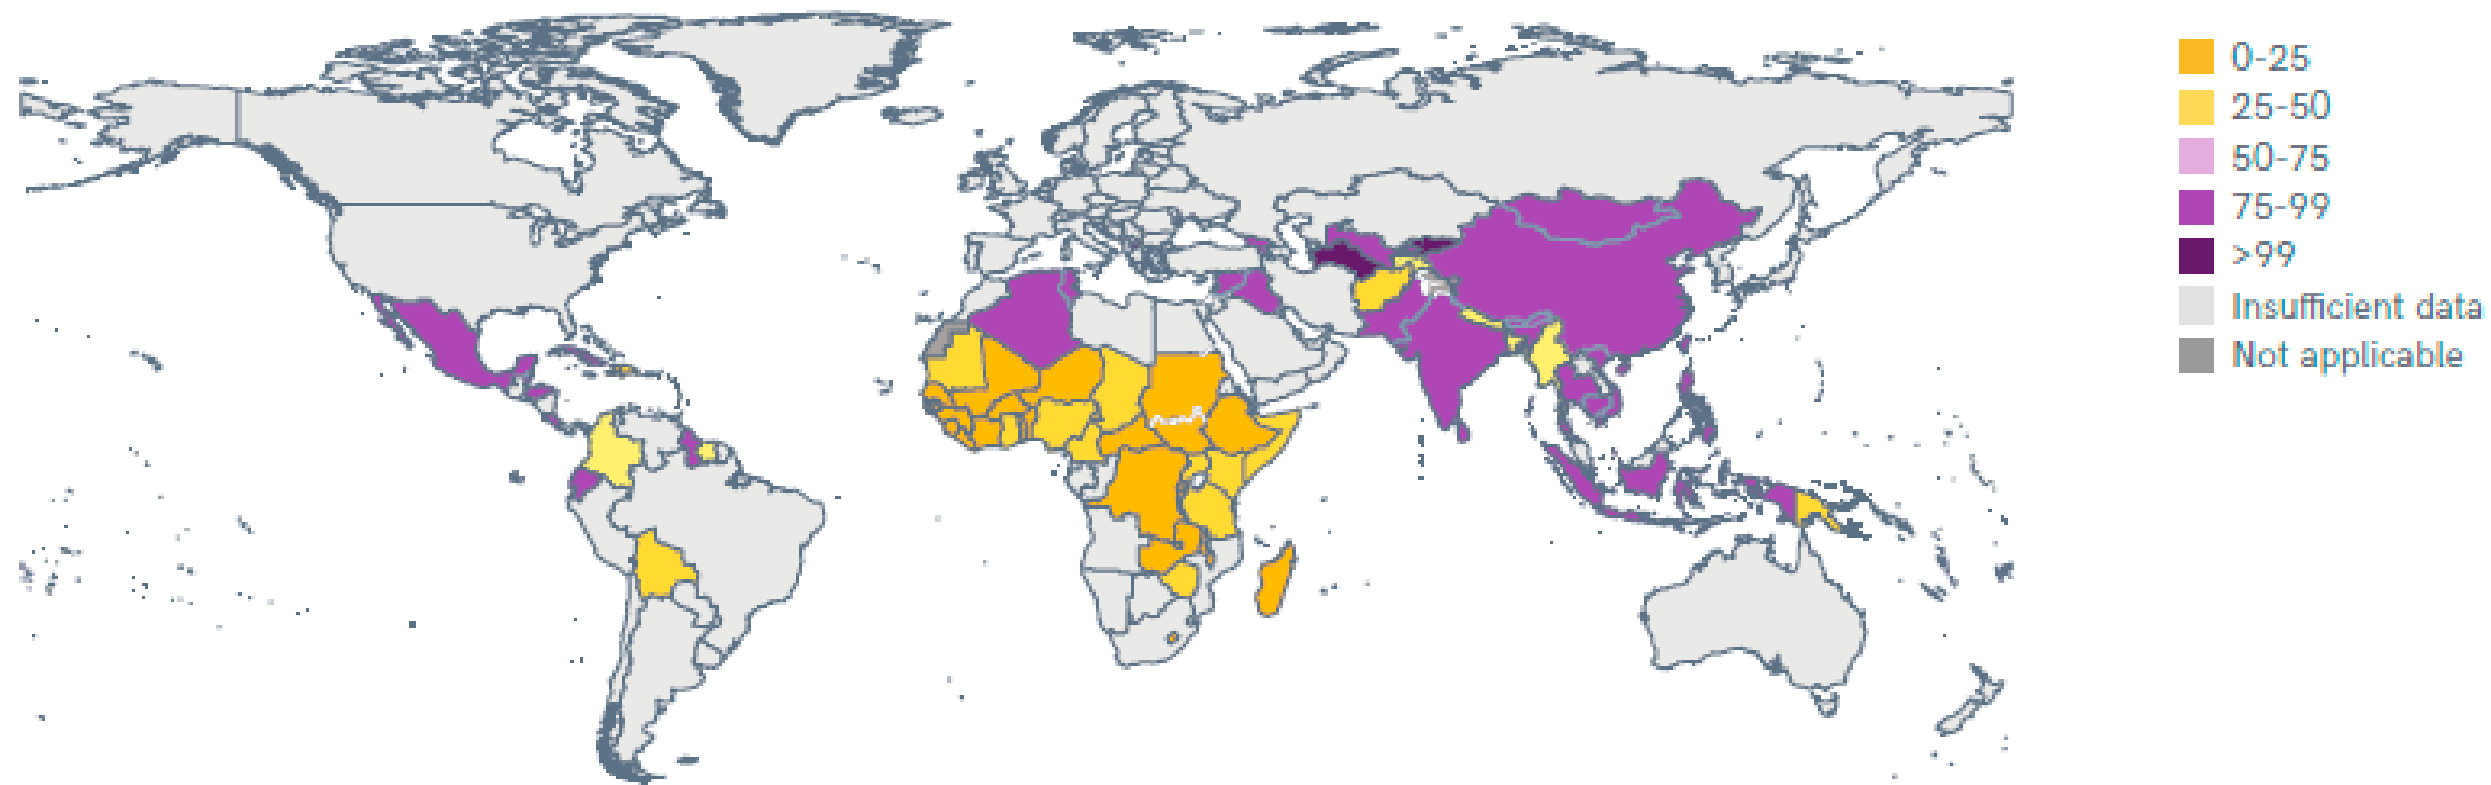 0-25
25-50
50-75
75-99
>99
Insufficient data
Not applicable